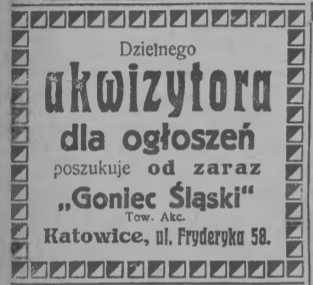 Dzielnego
akwizytora
dla ogłoszeń
poszukuje od zaraz
„Goniec Śląski“
Tow. Akc.
Katowice, ul. Fryderyka 58.